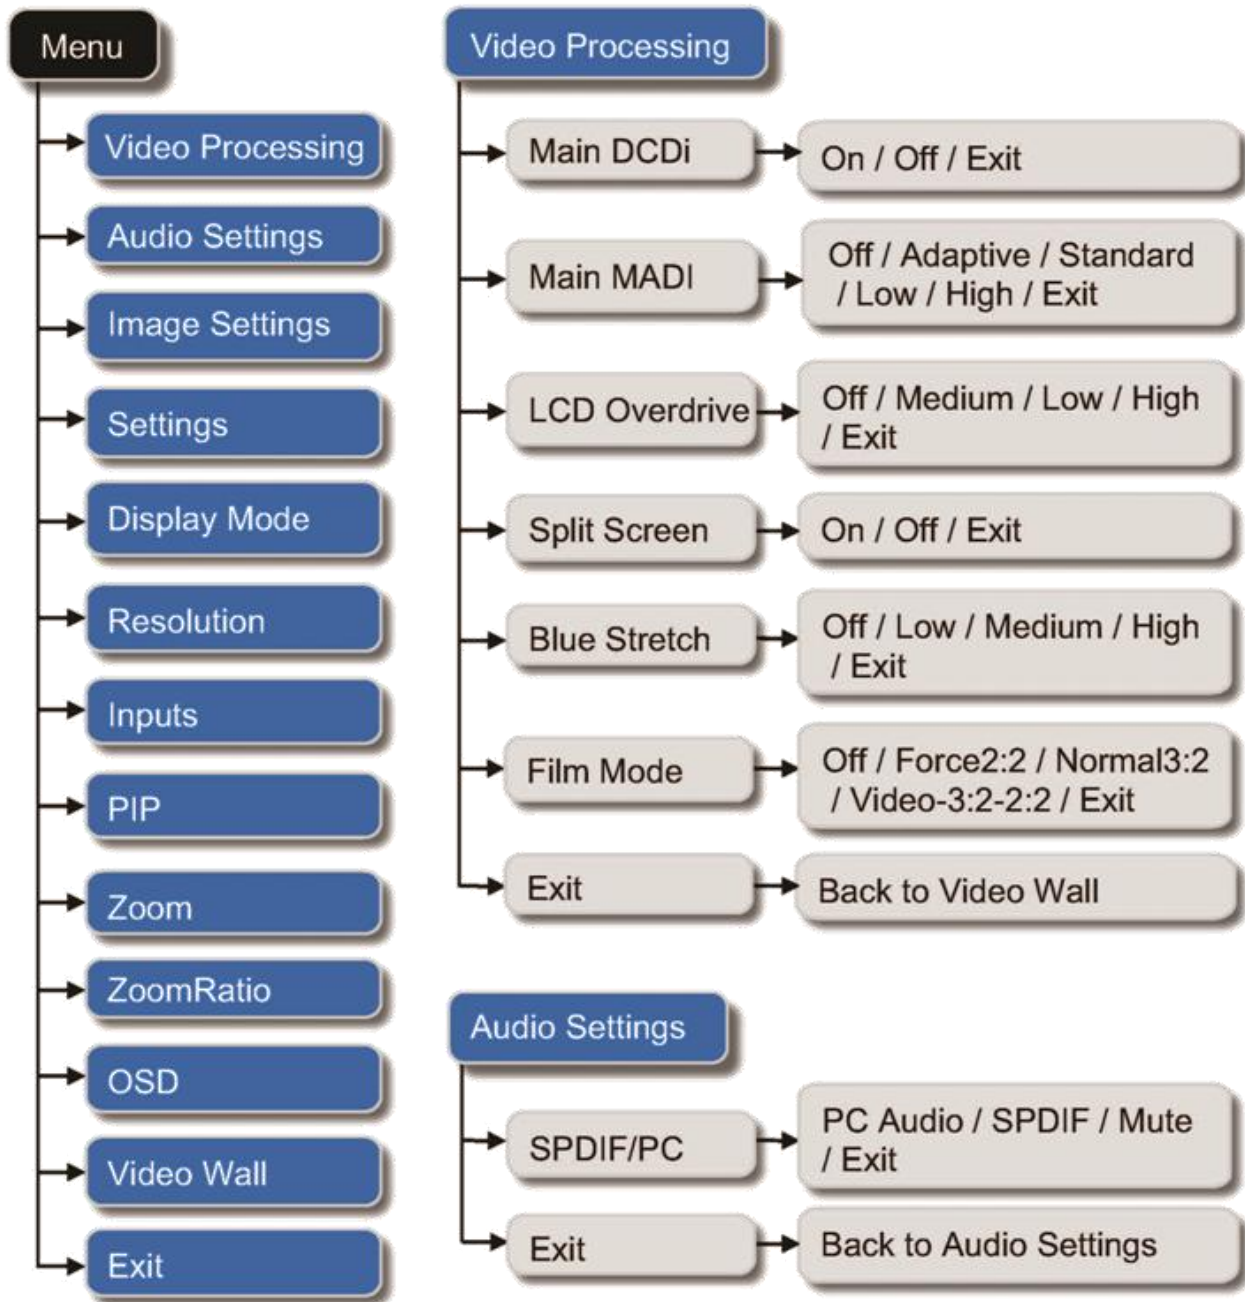 Menu
Video Processing
Audio Settings
Image Settings
Settings
Display Mode
Resolution
Inputs
PIP
Zoom
ZoomRatio
OSD
Video Wall
Exit
Video Processing
Main DCDi
On / Off / Exit
Main MADI
Off / Adaptive / Standard
/ Low / High / Exit
LCD Overdrive
Off / Medium / Low / High
/ Exit
Split Screen
On / Off / Exit
Blue Stretch
Off / Low / Medium / High
/ Exit
Film Mode
Off / Force2:2 / Normal3:2
/ Video-3:2-2:2 / Exit
Exit
Back to Video Wall
Audio Settings
SPDIF/PC
PC Audio / SPDIF / Mute
/ Exit
Exit
Back to Audio Settings